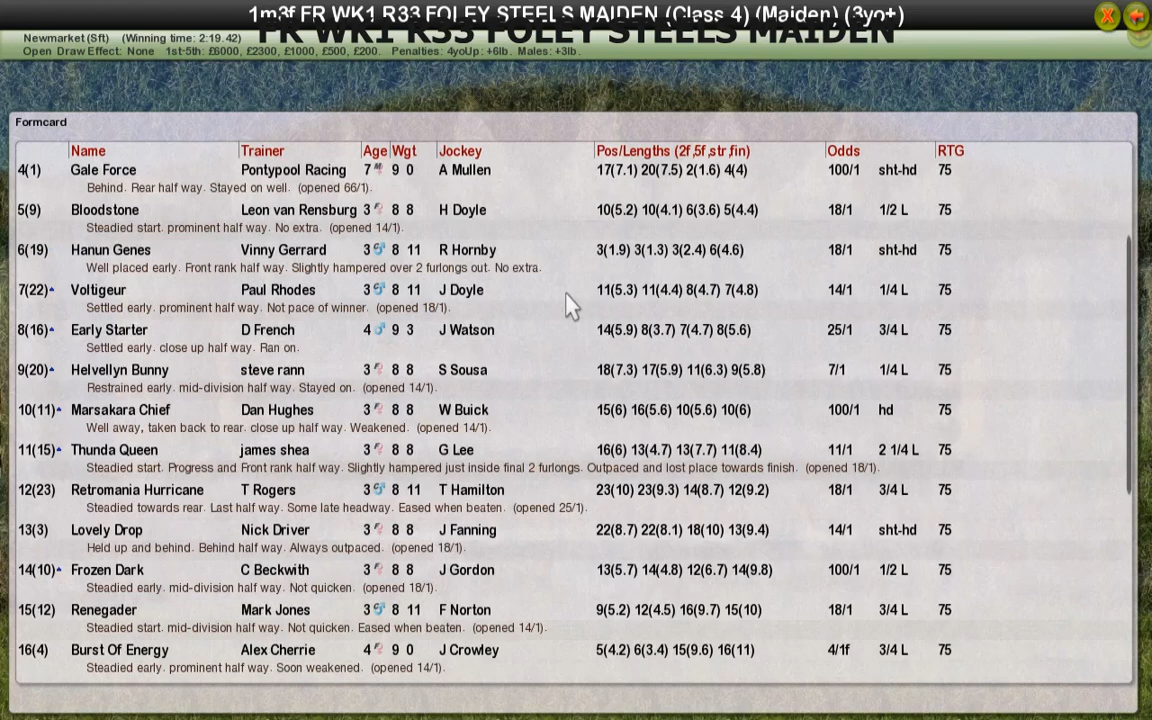 1m3f FR WK1 R33 FOLEY STEELS MAIDEN (Class 4) (Maiden) (3yo+)
FR WK1 R33 FOLEY STEELS MAIDEN
Newmarket(Sft) (Winning time: 2:19.42)
Open Draw Effect: None 1st-5th: £6000, £2300, £1000, £500, £200. Penalties: 4yoUp: +6lb. Males: +3lb.
Formcard
Name Trainer Age Wgt Jockey Pos/Lengths (2f,5f,str,fin) Odds RTG
4(1) Gale Force Pontypool Racing 7 9 0 A Mullen 17(7.1) 20(7.5) 2(1.6) 4(4) 100/1 sht-hd 75
Behind. Rear half way. Stayed on well. (opened 66/1).
5(9) Bloodstone Leon van Rensburg 3 8 8 H Doyle 10(5.2) 10(4.1) 6(3.6) 5(4.4) 18/1 1/2 L 75
Steadied start. prominent half way. No extra. (opened 14/1).
6(19) Hanun Genes Vinny Gerrard 3 8 11 R Hornby 3(1.9) 3(1.3) 3(2.4) 6(4.6) 18/1 sht-hd 75
Well placed early. Front rank half way. Slightly hampered over 2 furlongs out. No extra.
7(22) Voltigeur Paul Rhodes 3 8 11 J Doyle 11(5.3) 11(4.4) 8(4.7) 7(4.8) 14/1 1/4 L 75
Settled early. prominent half way. Not pace of winner. (opened 18/1).
8(16) Early Starter D French 4 9 3 J Watson 14(5.9) 8(3.7) 7(4.7) 8(5.6) 25/1 3/4 L 75
Settled early. close up half way. Ran on.
9(20) Helvellyn Bunny steve rann 3 8 8 S Sousa 18(7.3) 17(5.9) 11(6.3) 9(5.8) 7/1 1/4 L 75
Restrained early. mid-division half way. Stayed on. (opened 14/1).
10(11) Marsakara Chief Dan Hughes 3 8 8 W Buick 15(6) 16(5.6) 10(5.6) 10(6) 100/1 hd 75
Well away, taken back to rear. close up half way. Weakened. (opened 14/1).
11(15) Thunda Queen james shea 3 8 8 G Lee 16(6) 13(4.7) 13(7.7) 11(8.4) 11/1 2 1/4 L 75
Steadied start. Progress and Front rank half way. Slightly hampered just inside final 2 furlongs. Outpaced and lost place towards finish. (opened 18/1).
12(23) Retromania Hurricane T Rogers 3 8 11 T Hamilton 23(10) 23(9.3) 14(8.7) 12(9.2) 18/1 3/4 L 75
Steadied towards rear. Last half way. Some late headway. Eased when beaten. (opened 25/1).
13(3) Lovely Drop Nick Driver 3 8 8 J Fanning 22(8.7) 22(8.1) 18(10) 13(9.4) 14/1 sht-hd 75
Held up and behind. Behind half way. Always outpaced. (opened 18/1).
14(10) Frozen Dark C Beckwith 3 8 8 J Gordon 13(5.7) 14(4.8) 12(6.7) 14(9.8) 100/1 1/2 L 75
Steadied early. mid-division half way. Not quicken. (opened 18/1).
15(12) Renegader Mark Jones 3 8 11 F Norton 9(5.2) 12(4.5) 16(9.7) 15(10) 18/1 3/4 L 75
Steadied start. mid-division half way. Not quicken. Eased when beaten. (opened 14/1).
16(4) Burst Of Energy Alex Cherrie 4 9 0 J Crowley 5(4.2) 6(3.4) 15(9.6) 16(11) 4/1f 3/4 L 75
Steadied early. prominent half way. Soon weakened. (opened 14/1).